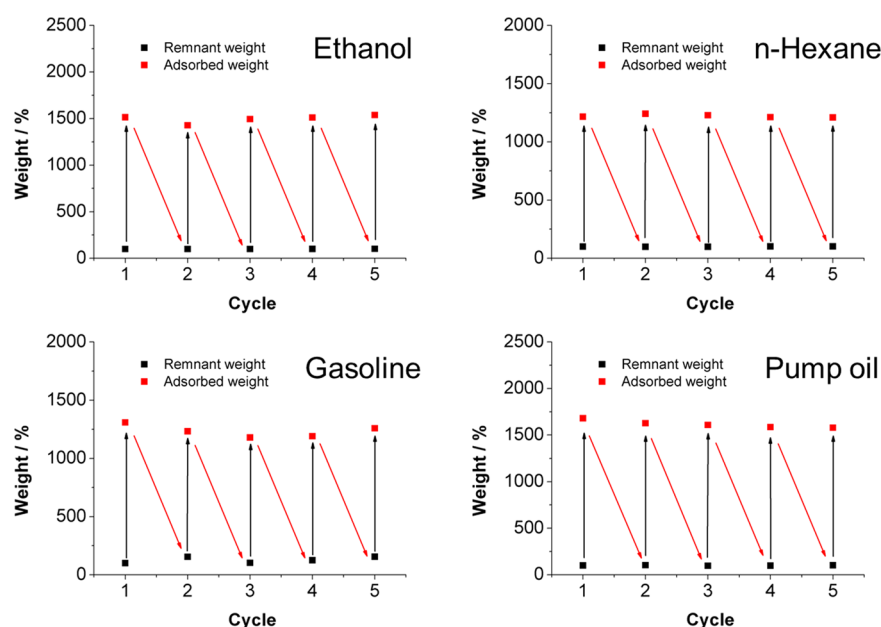 Ethanol
Remnant weight
Adsorbed weight
Weight / %
2500
2000
1500
1000
500
0
1 2 3 4 5
Cycle
n-Hexane
Remnant weight
Adsorbed weight
Weight / %
2000
1500
1000
500
0
1 2 3 4 5
Cycle
Gasoline
Remnant weight
Adsorbed weight
Weight / %
2000
1500
1000
500
0
1 2 3 4 5
Cycle
Pump oil
Remnant weight
Adsorbed weight
Weight / %
2500
2000
1500
1000
500
0
1 2 3 4 5
Cycle